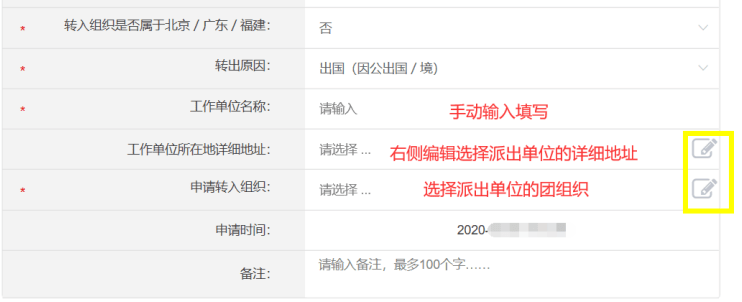 * 转入组织是否属于北京 / 广东 / 福建： 否
* 转出原因： 出国（因公出国 / 境）
* 工作单位名称： 请输入 手动输入填写
工作单位所在地详细地址： 请选择 ... 右侧编辑选择派出单位的详细地址
* 申请转入组织： 请选择 ... 选择派出单位的团组织
申请时间： 2020-
备注： 请输入备注，最多100个字……